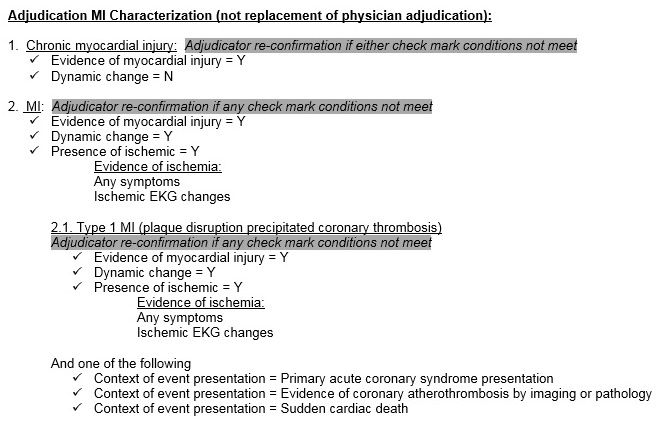 Adjudication MI Characterization (not replacement of physician adjudication):
1. Chronic myocardial injury: Adjudicator re-confirmation if either check mark conditions not meet
✓ Evidence of myocardial injury = Y
✓ Dynamic change = N
2. MI: Adjudicator re-confirmation if any check mark conditions not meet
✓ Evidence of myocardial injury = Y
✓ Dynamic change = Y
✓ Presence of ischemic = Y
Evidence of ischemia:
Any symptoms
Ischemic EKG changes
2.1. Type 1 MI (plaque disruption precipitated coronary thrombosis)
Adjudicator re-confirmation if any check mark conditions not meet
✓ Evidence of myocardial injury = Y
✓ Dynamic change = Y
✓ Presence of ischemic = Y
Evidence of ischemia:
Any symptoms
Ischemic EKG changes
And one of the following
✓ Context of event presentation = Primary acute coronary syndrome presentation
✓ Context of event presentation = Evidence of coronary atherothrombosis by imaging or pathology
✓ Context of event presentation = Sudden cardiac death